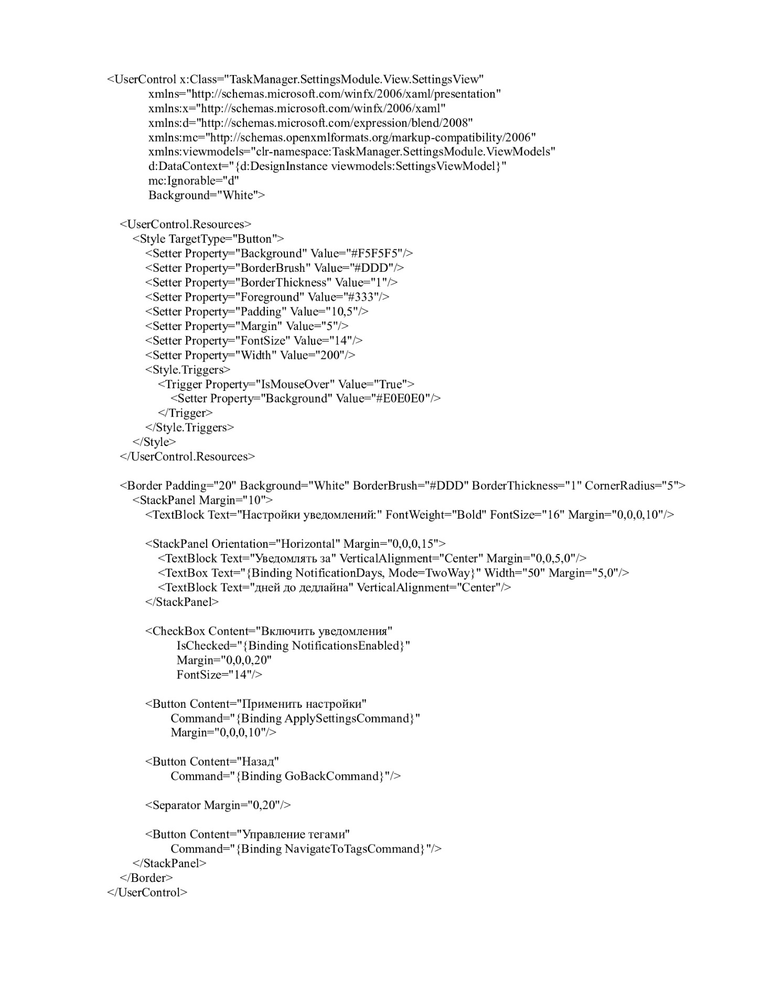 <UserControl x:Class="TaskManager.SettingsModule.View.SettingsView"
xmlns="http://schemas.microsoft.com/winfx/2006/xaml/presentation"
xmlns:x="http://schemas.microsoft.com/winfx/2006/xaml"
xmlns:d="http://schemas.microsoft.com/expression/blend/2008"
xmlns:mc="http://schemas.openxmlformats.org/markup-compatibility/2006"
xmlns:viewmodels="clr-namespace:TaskManager.SettingsModule.ViewModels"
d:DataContext="{d:DesignInstance viewmodels:SettingsViewModel}"
mc:Ignorable="d"
Background="White">
<UserControl.Resources>
<Style TargetType="Button">
<Setter Property="Background" Value="#F5F5F5"/>
<Setter Property="BorderBrush" Value="#DDD"/>
<Setter Property="BorderThickness" Value="1"/>
<Setter Property="Foreground" Value="#333"/>
<Setter Property="Padding" Value="10,5"/>
<Setter Property="Margin" Value="5"/>
<Setter Property="FontSize" Value="14"/>
<Setter Property="Width" Value="200"/>
<Style.Triggers>
<Trigger Property="IsMouseOver" Value="True">
<Setter Property="Background" Value="#E0E0E0"/>
</Trigger>
</Style.Triggers>
</Style>
</UserControl.Resources>
<Border Padding="20" Background="White" BorderBrush="#DDD" BorderThickness="1" CornerRadius="5">
<StackPanel Margin="10">
<TextBlock Text="Настройки уведомлений:" FontWeight="Bold" FontSize="16" Margin="0,0,0,10"/>
<StackPanel Orientation="Horizontal" Margin="0,0,0,15">
<TextBlock Text="Уведомлять за" VerticalAlignment="Center" Margin="0,0,5,0"/>
<TextBox Text="{Binding NotificationDays, Mode=TwoWay}" Width="50" Margin="5,0"/>
<TextBlock Text="дней до дедлайна" VerticalAlignment="Center"/>
</StackPanel>
<CheckBox Content="Включить уведомления"
IsChecked="{Binding NotificationsEnabled}"
Margin="0,0,0,20"
FontSize="14"/>
<Button Content="Применить настройки"
Command="{Binding ApplySettingsCommand}"
Margin="0,0,0,10"/>
<Button Content="Назад"
Command="{Binding GoBackCommand}"/>
<Separator Margin="0,20"/>
<Button Content="Управление тегами"
Command="{Binding NavigateToTagsCommand}"/>
</StackPanel>
</Border>
</UserControl>